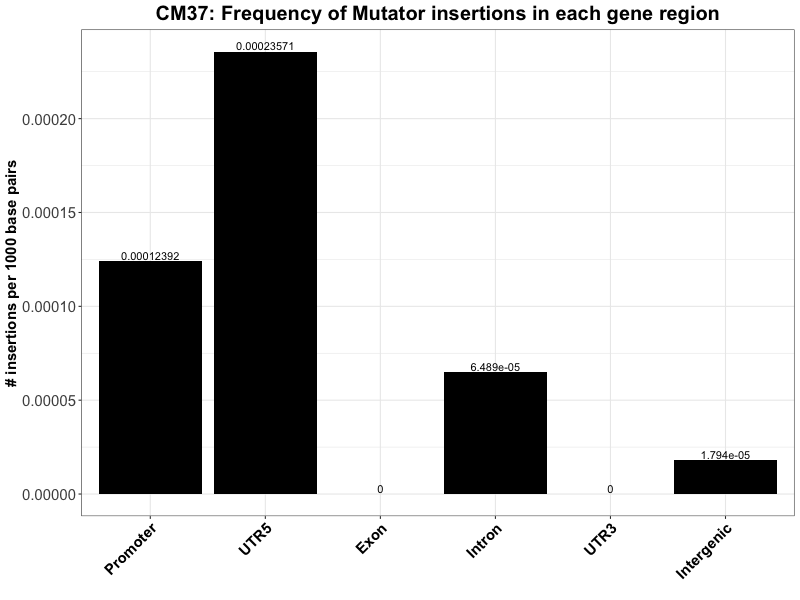 CM37: Frequency of Mutator insertions in each gene region
# insertions per 1000 base pairs
0.00020
0.00015
0.00010
0.00005
0.00000
0.00012392
0.00023571
0
6.489e-05
0
1.794e-05
Promoter
UTR5
Exon
Intron
UTR3
Intergenic